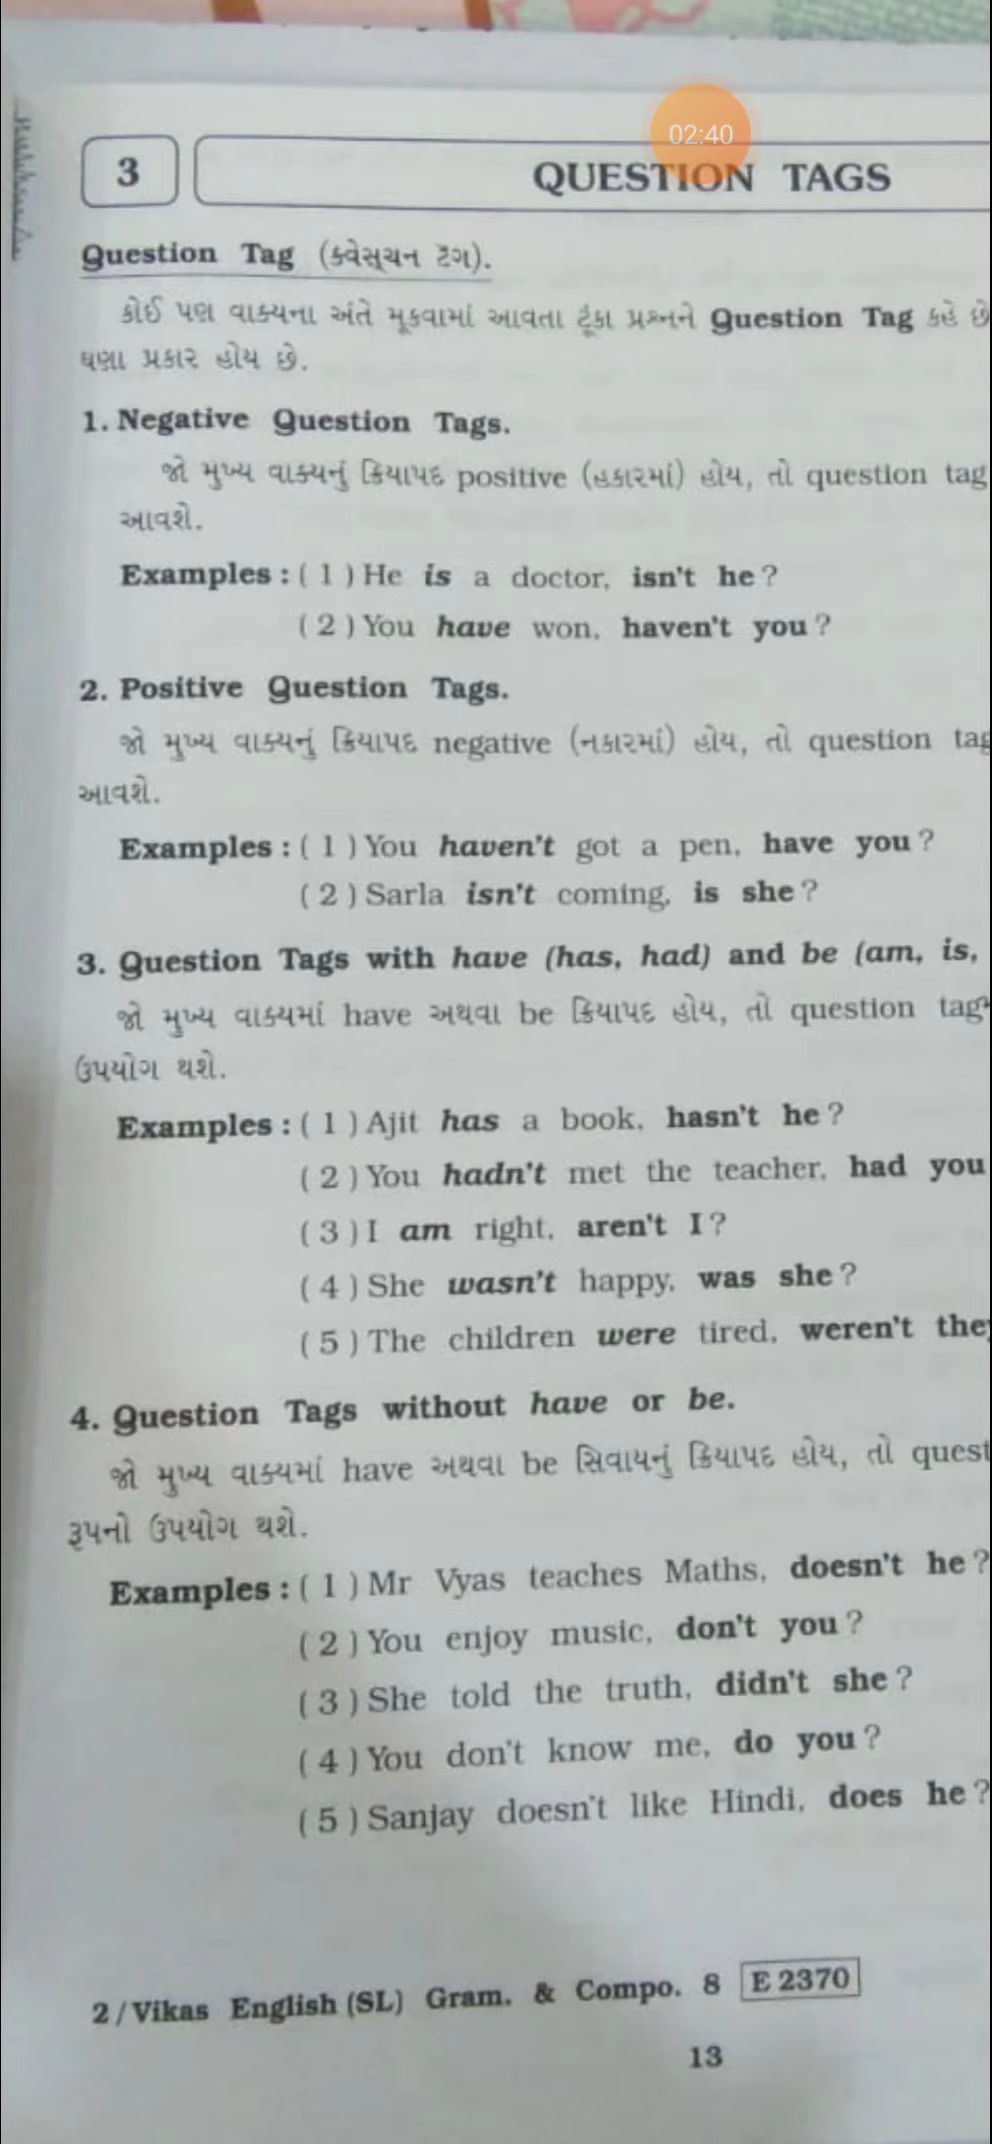 02:40
3
QUESTION TAGS
Question Tag (ક્વેસ્ચન ટૅગ).
કોઈ પણ વાક્યના અંતે મૂકવામાં આવતા ટૂંકા પ્રશ્નને Question Tag કહે છે
ઘણા પ્રકાર હોય છે.
1. Negative Question Tags.
જો મુખ્ય વાક્યનું ક્રિયાપદ positive (હકારમાં) હોય, તો question tag
આવશે.
Examples : ( 1 ) He is a doctor, isn't he ?
( 2 ) You have won, haven't you ?
2. Positive Question Tags.
જો મુખ્ય વાક્યનું ક્રિયાપદ negative (નકારમાં) હોય, તો question tag
આવશે.
Examples : ( 1 ) You haven't got a pen, have you ?
( 2 ) Sarla isn't coming, is she ?
3. Question Tags with have (has, had) and be (am, is,
જો મુખ્ય વાક્યમાં have અથવા be ક્રિયાપદ હોય, તો question tag
ઉપયોગ થશે.
Examples : ( 1 ) Ajit has a book, hasn't he ?
( 2 ) You hadn't met the teacher, had you
( 3 ) I am right, aren't I ?
( 4 ) She wasn't happy, was she ?
( 5 ) The children were tired, weren't they
4. Question Tags without have or be.
જો મુખ્ય વાક્યમાં have અથવા be સિવાયનું ક્રિયાપદ હોય, તો quest
રૂપનો ઉપયોગ થશે.
Examples : ( 1 ) Mr Vyas teaches Maths, doesn't he ?
( 2 ) You enjoy music, don't you ?
( 3 ) She told the truth, didn't she ?
( 4 ) You don't know me, do you ?
( 5 ) Sanjay doesn't like Hindi, does he ?
2 / Vikas English (SL) Gram. & Compo. 8 E 2370
13